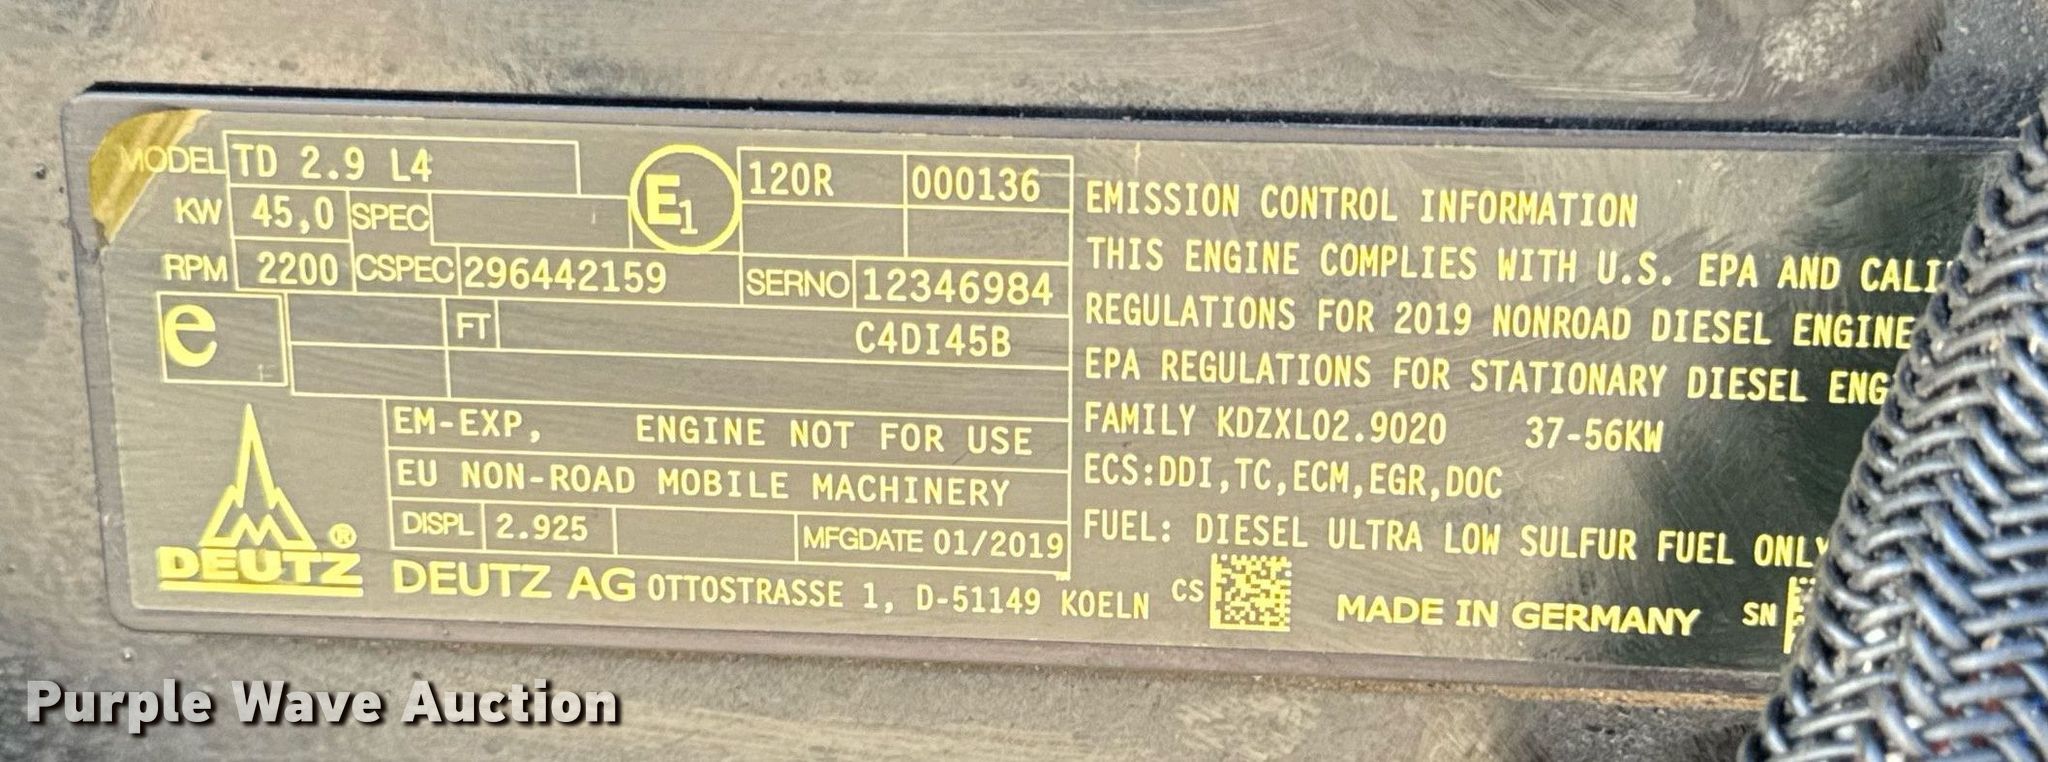 MODEL TD 2.9 L4 E1 120R 000136
KW 45,0 SPEC
RPM 2200 CSPEC 296442159 SERNO 12346984
e FT C4DI45B
EM-EXP, ENGINE NOT FOR USE
EU NON-ROAD MOBILE MACHINERY
DISPL 2.925 MFGDATE 01/2019
DEUTZ®
DEUTZ AG OTTOSTRASSE 1, D-51149 KOELN CS MADE IN GERMANY SN
EMISSION CONTROL INFORMATION
THIS ENGINE COMPLIES WITH U.S. EPA AND CALI
REGULATIONS FOR 2019 NONROAD DIESEL ENGINE
EPA REGULATIONS FOR STATIONARY DIESEL ENG
FAMILY KDZXL02.9020 37-56KW
ECS:DDI,TC,ECM,EGR,DOC
FUEL: DIESEL ULTRA LOW SULFUR FUEL ONLY
Purple Wave Auction